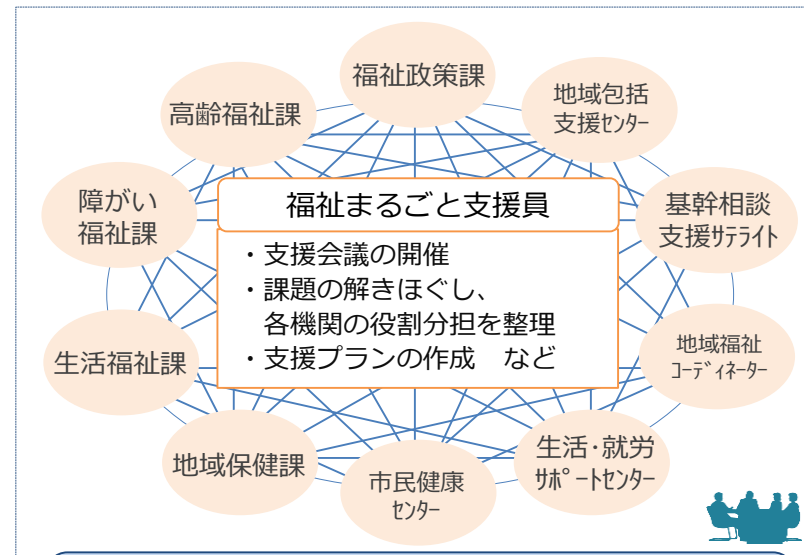 福祉政策課
高齢福祉課
地域包括
支援ｾﾝﾀｰ
障がい
福祉課
基幹相談
支援ｻﾃﾗｲﾄ
福祉まるごと支援員
・支援会議の開催
・課題の解きほぐし、
各機関の役割分担を整理
・支援プランの作成　など
生活福祉課
地域福祉
ｺｰﾃﾞｨﾈｰﾀｰ
地域保健課
市民健康
ｾﾝﾀｰ
生活・就労
ｻﾎﾟｰﾄｾﾝﾀｰ